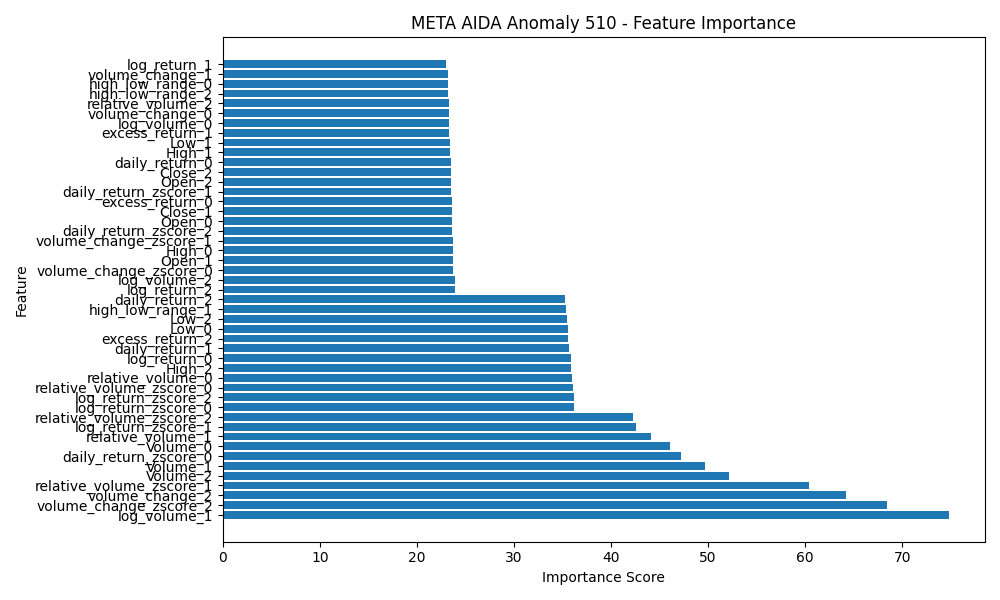 META AIDA Anomaly 510 - Feature Importance
log_return_1
volume_change_1
high_low_range_0
high_low_range_2
relative_volume_2
volume_change_0
log_volume_0
excess_return_1
Low_1
High_1
daily_return_0
Close_2
Open_2
daily_return_zscore_1
excess_return_0
Close_1
Open_0
daily_return_zscore_2
volume_change_zscore_1
High_0
Open_1
volume_change_zscore_0
log_volume_2
log_return_2
daily_return_2
high_low_range_1
Low_2
Low_0
excess_return_2
daily_return_1
log_return_0
High_2
relative_volume_0
relative_volume_zscore_0
log_return_zscore_2
log_return_zscore_0
relative_volume_zscore_2
log_return_zscore_1
relative_volume_1
Volume_0
daily_return_zscore_0
Volume_1
Volume_2
relative_volume_zscore_1
volume_change_2
volume_change_zscore_2
log_volume_1
Feature
0 10 20 30 40 50 60 70
Importance Score